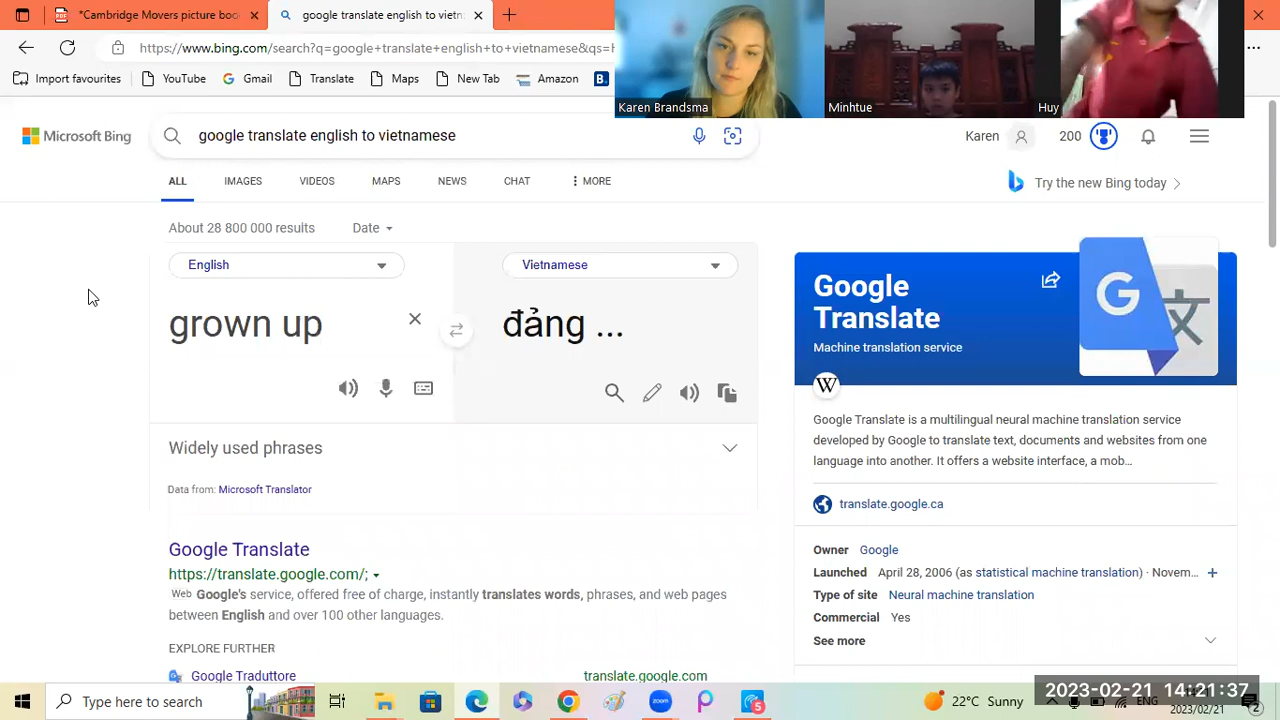 "Cambridge Mover
google translate english to vietn
https://www.bing.com/search?q=google+translate+english+to+vietnamese&qs=H
Import favourites
YouTube
Gmail
Translate
Maps
New Tab
Amazon
B.
Karen Brandsma
Minhtue
Huy
Microsoft Bing
google translate english to vietnamese
Karen
200
ALL
IMAGES
VIDEOS
MAPS
NEWS
CHAT
MORE
Try the new Bing today
About 28 800 000 results
Date
English
Vietnamese
grown up
đảng ...
Widely used phrases
Data from: Microsoft Translator
Google Translate
https://translate.google.com/;
Web Google's service, offered free of charge, instantly translates words, phrases, and web pages
between English and over 100 other languages.
EXPLORE FURTHER
Google Traduttore
translate.google.com
Google
Translate
Machine translation service
G
文
W
Google Translate is a multilingual neural machine translation service
developed by Google to translate text, documents and websites from one
language into another. It offers a website interface, a mob…
translate.google.ca
Owner Google
Launched April 28, 2006 (as statistical machine translation) · Novem...
Type of site Neural machine translation
Commercial Yes
See more
Type here to search
zoom
5
22°C Sunny
ENG
2023-02-21 14:21:37
2023/02/21
2